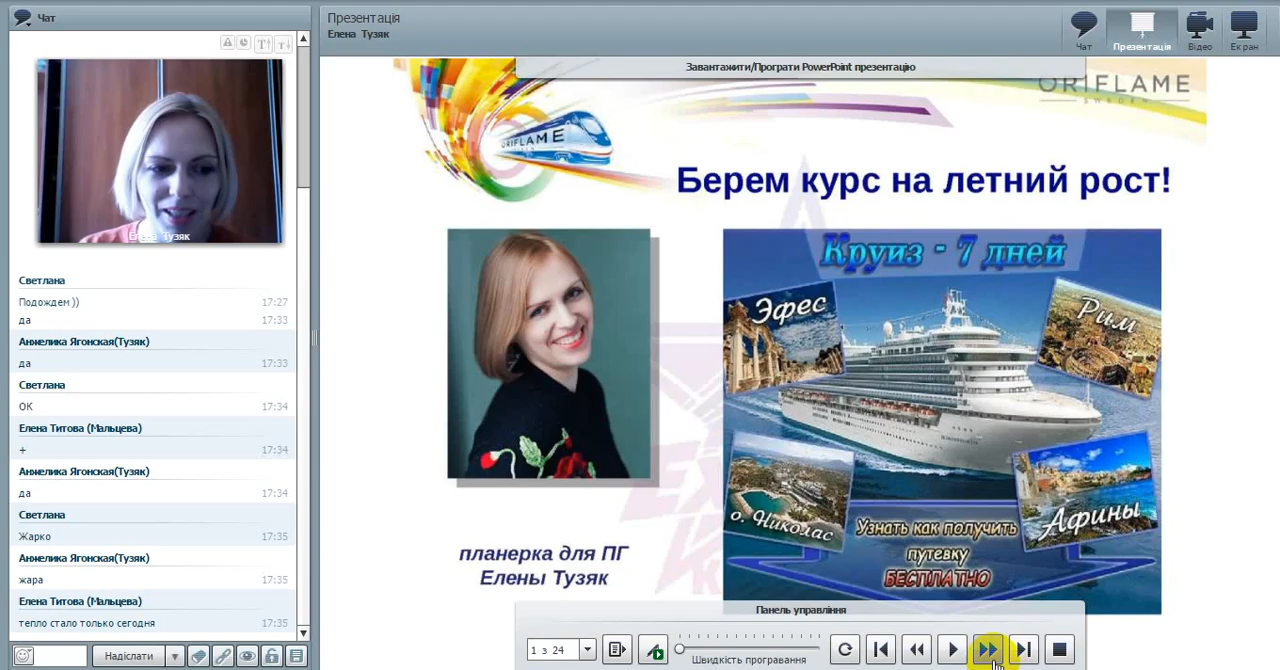 Чат
Елена Тузяк
Светлана
Подождем ))
17:27
да
17:33
Анжелика Ягонская(Тузяк)
да
17:33
Светлана
ОК
17:34
Елена Титова (Мальцева)
+
17:34
Анжелика Ягонская(Тузяк)
да
17:34
Светлана
Жарко
17:35
Анжелика Ягонская(Тузяк)
жара
17:35
Елена Титова (Мальцева)
тепло стало только сегодня
17:35
Надіслати
Презентація
Елена Тузяк
Чат
Презентація
Відео
Екран
Завантажити/Програти PowerPoint презентацію
ORIFLAME
SWEDEN
ORIFLAME
Берем курс на летний рост!
Круиз - 7 дней
Эфес
Рим
о. Николас
Афины
Узнать как получить
путевку
БЕСПЛАТНО
планерка для ПГ
Елены Тузяк
Панель управління
1 з 24
Швидкість програвання